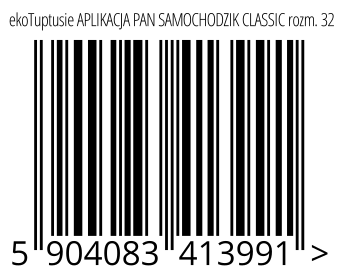 ekoTuptusie APLIKACJA PAN SAMOCHODZIK CLASSIC rozm. 32
5 904083 413991 >